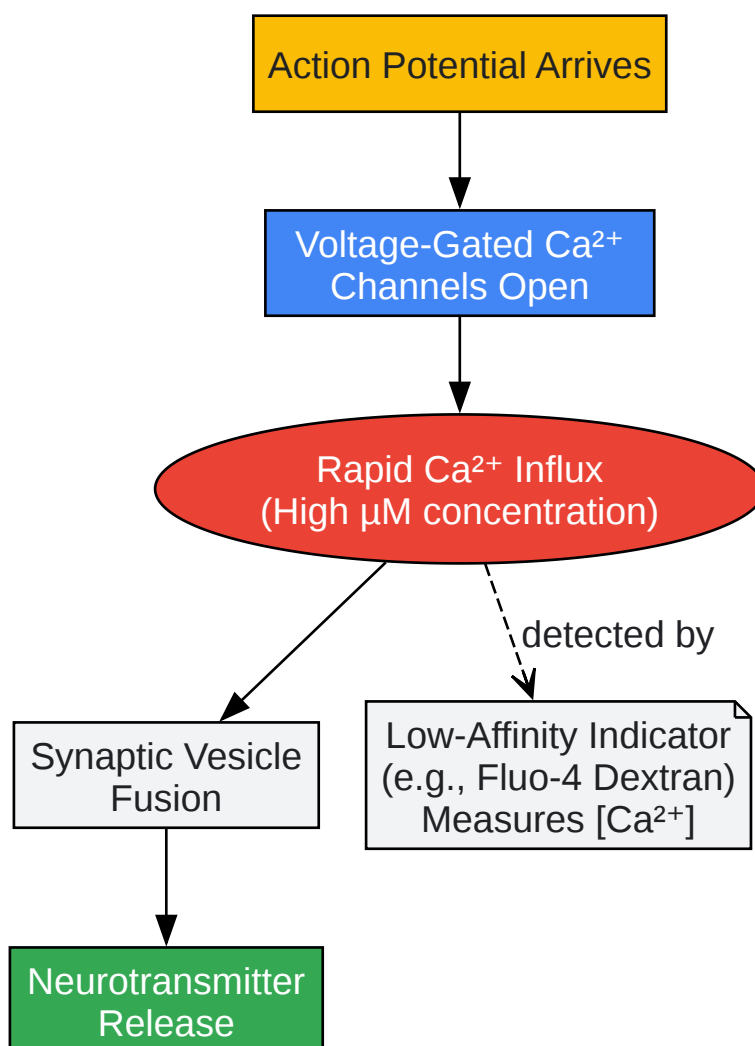 Action Potential Arrives
Voltage-Gated Ca²⁺
Channels Open
Rapid Ca²⁺ Influx
(High µM concentration)
detected by
Synaptic Vesicle
Fusion
Low-Affinity Indicator
(e.g., Fluo-4 Dextran)
Measures [Ca²⁺]
Neurotransmitter
Release